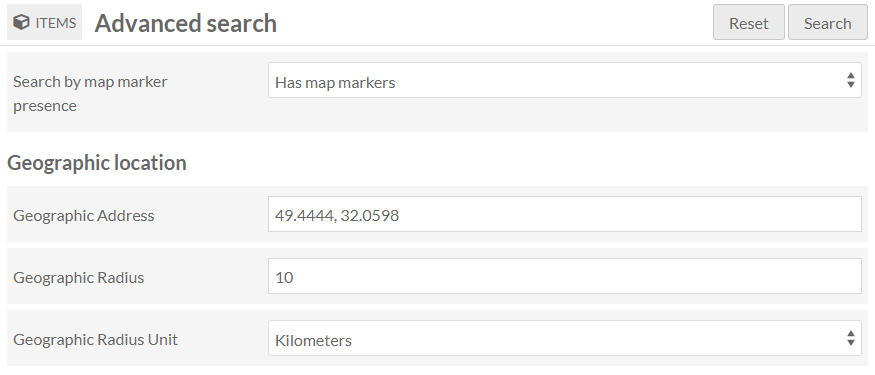 ITEMS Advanced search Reset Search
Search by map marker
presence
Has map markers
Geographic location
Geographic Address 49.4444, 32.0598
Geographic Radius 10
Geographic Radius Unit Kilometers